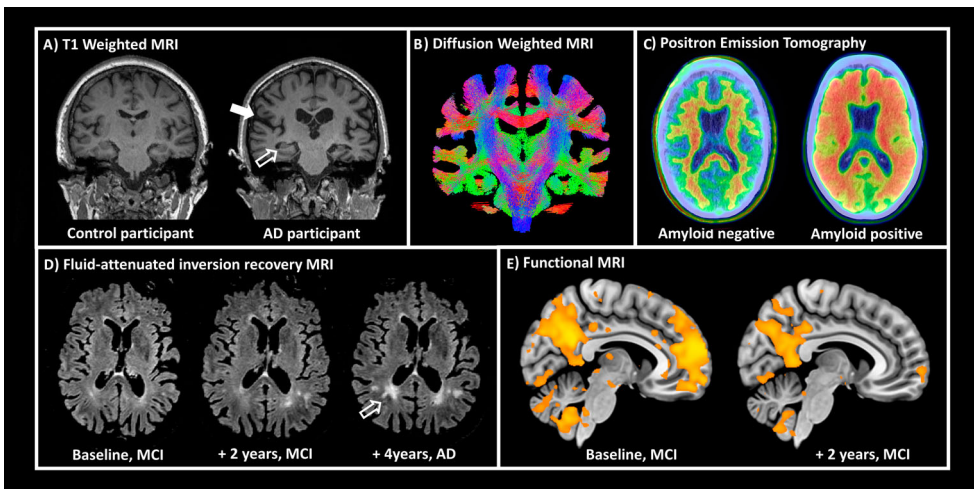 A) T1 Weighted MRI
Control participant
AD participant
B) Diffusion Weighted MRI
C) Positron Emission Tomography
Amyloid negative
Amyloid positive
D) Fluid-attenuated inversion recovery MRI
Baseline, MCI
+ 2 years, MCI
+ 4years, AD
E) Functional MRI
Baseline, MCI
+ 2 years, MCI